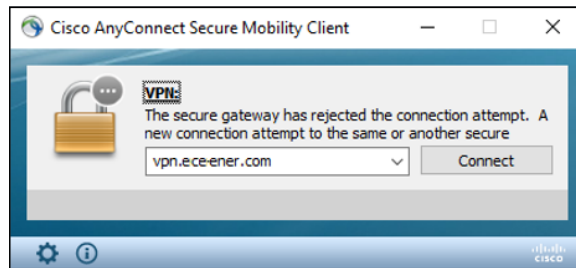 Cisco AnyConnect Secure Mobility Client
VPN:
The secure gateway has rejected the connection attempt. A
new connection attempt to the same or another secure
vpn.ece-ener.com
Connect
cisco